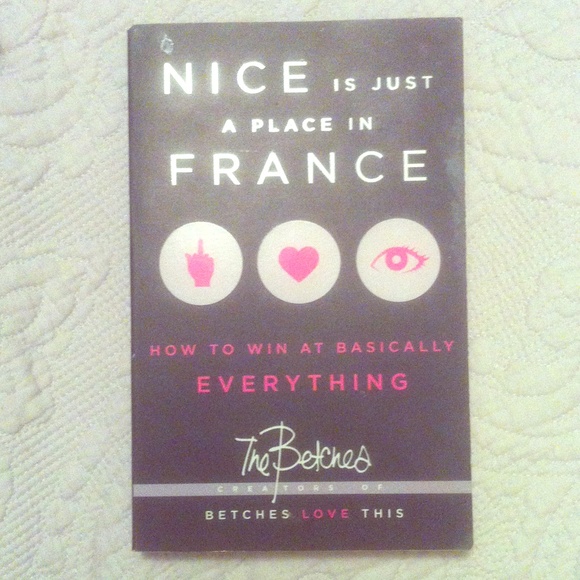 NICE IS JUST
A PLACE IN
FRANCE
HOW TO WIN AT BASICALLY
EVERYTHING
The Betches
CREATORS OF
BETCHES LOVE THIS